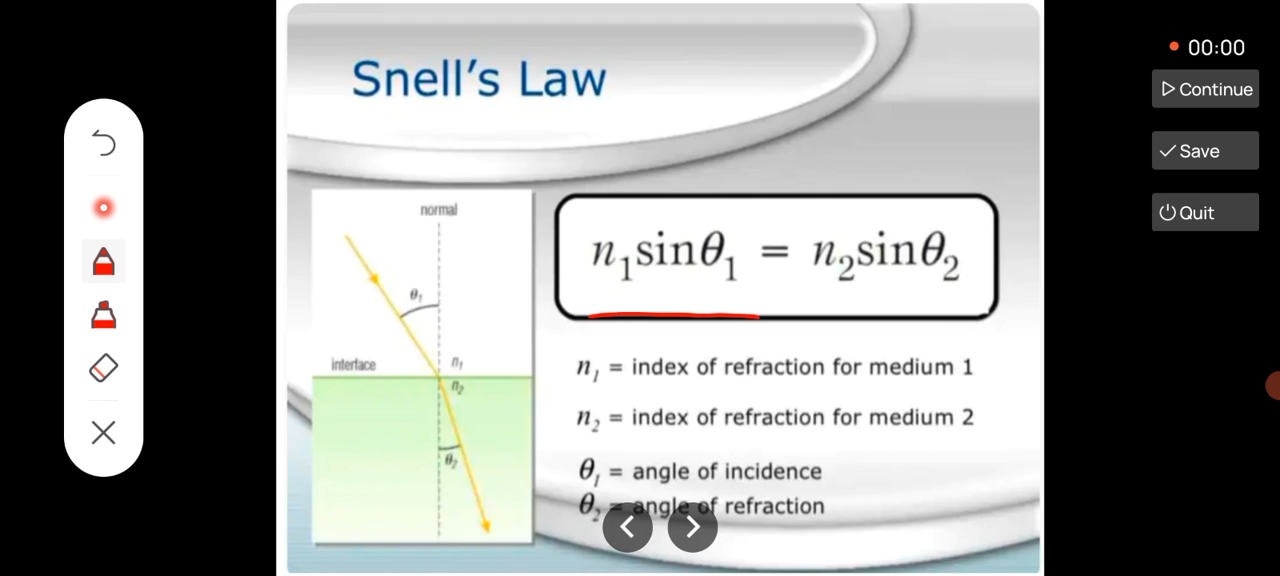 Snell's Law
00:00
Continue
Save
Quit
normal
θ₁
interface
n₁
n₂
θ₂
n₁sinθ₁ = n₂sinθ₂
n₁ = index of refraction for medium 1
n₂ = index of refraction for medium 2
θ₁ = angle of incidence
θ₂ = angle of refraction